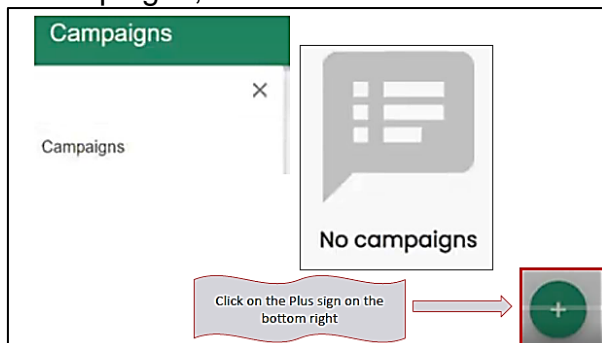 Campaigns
×
Campaigns
No campaigns
Click on the Plus sign on the
bottom right
+